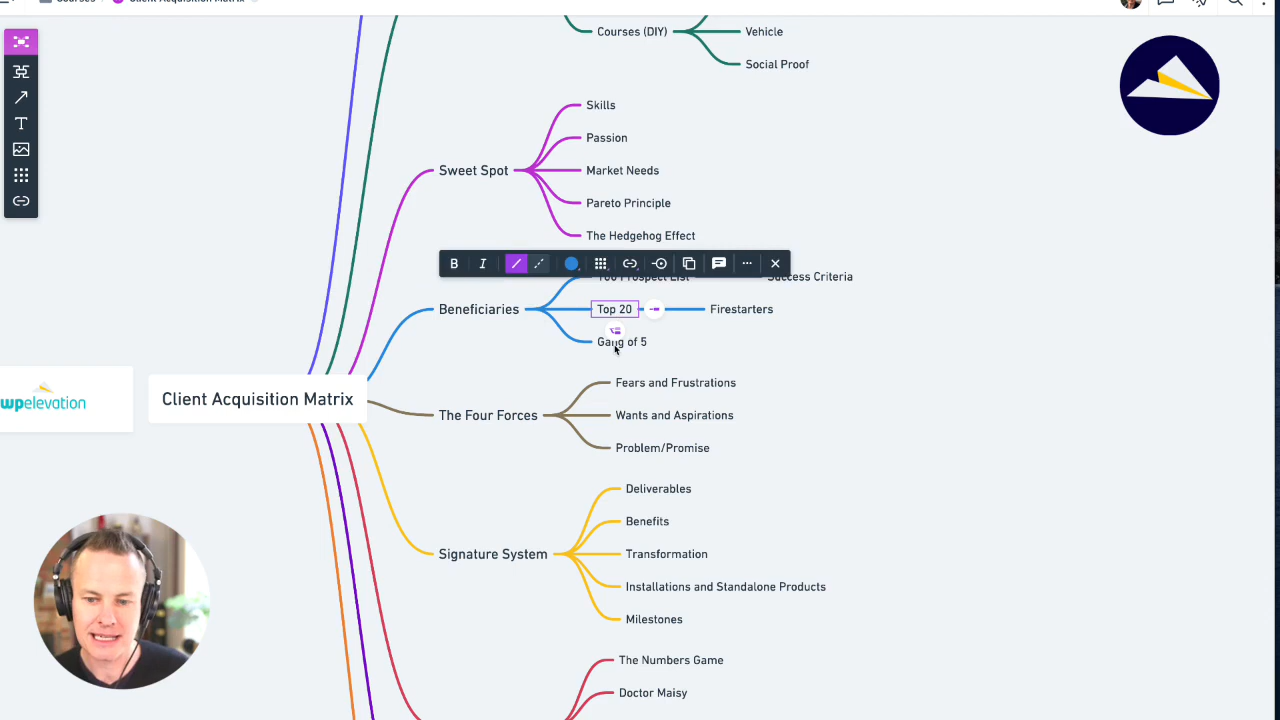 Courses
Client Acquisition Matrix
Courses (DIY)
Vehicle
Social Proof
T
Skills
Passion
Sweet Spot
Market Needs
Pareto Principle
The Hedgehog Effect
B I
100 Prospect List
Success Criteria
Beneficiaries
Top 20
Firestarters
Gang of 5
Fears and Frustrations
wpelevation
Client Acquisition Matrix
The Four Forces
Wants and Aspirations
Problem/Promise
Deliverables
Benefits
Signature System
Transformation
Installations and Standalone Products
Milestones
The Numbers Game
Doctor Maisy